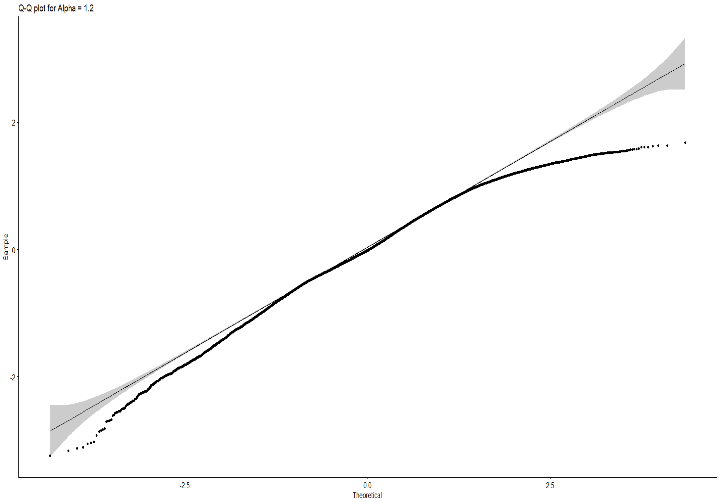 Q-Q plot for Alpha = 1.2
2
0
-2
Sample
-2.5
0.0
2.5
Theoretical